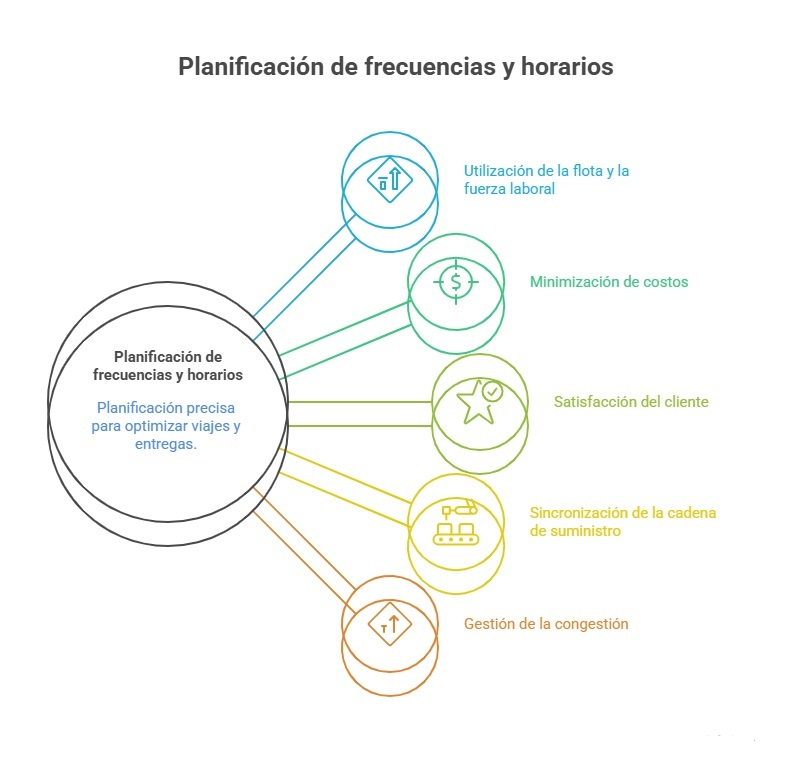 Planificación de frecuencias y horarios
Utilización de la flota y la
fuerza laboral
Minimización de costos
Planificación de
frecuencias y horarios
Planificación precisa
para optimizar viajes y
entregas.
Satisfacción del cliente
Sincronización de la cadena
de suministro
Gestión de la congestión